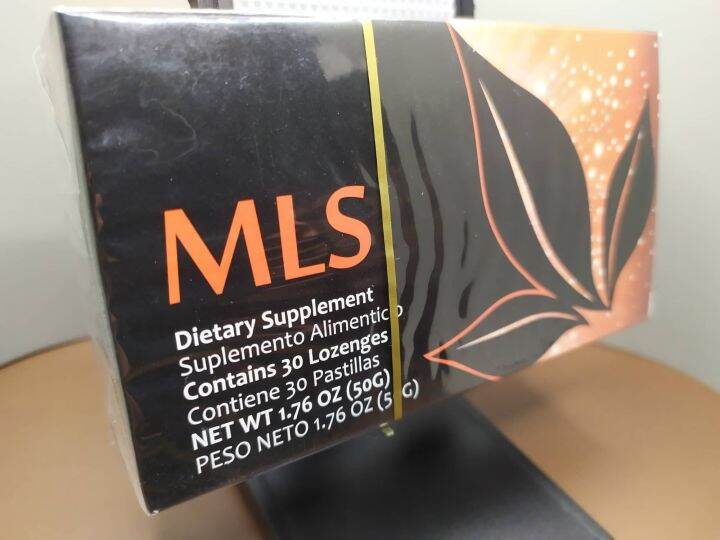 MLS
Dietary Supplement
Suplemento Alimenticio
Contains 30 Lozenges
Contiene 30 Pastillas
NET WT 1.76 OZ (50G)
PESO NETO 1.76 OZ (50G)